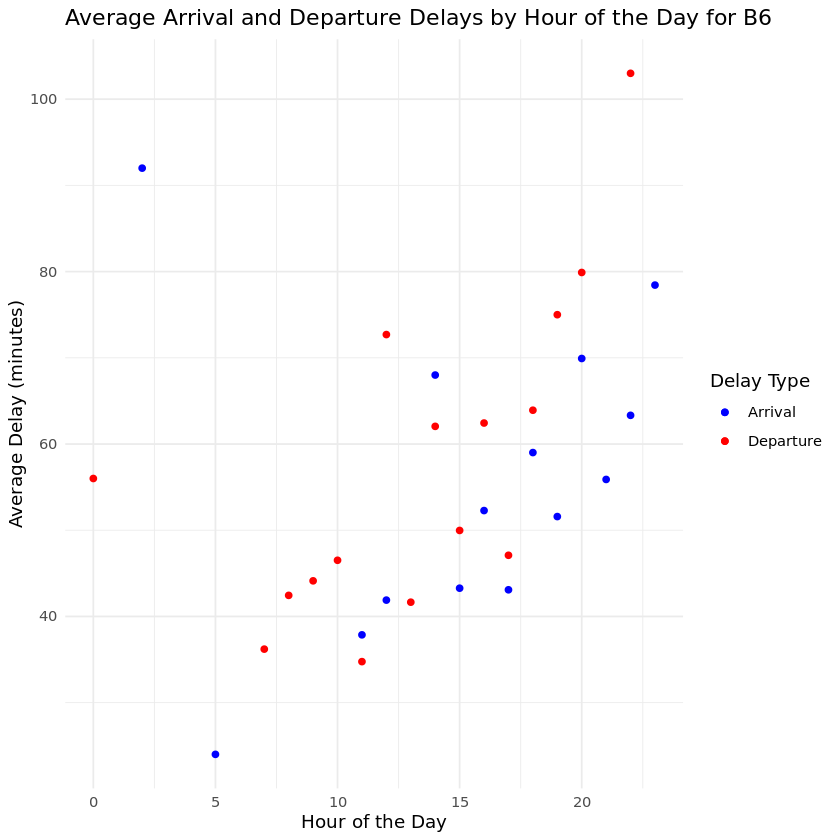 Average Arrival and Departure Delays by Hour of the Day for B6
Average Delay (minutes)
100
80
60
40
0 5 10 15 20
Hour of the Day
Delay Type
Arrival
Departure